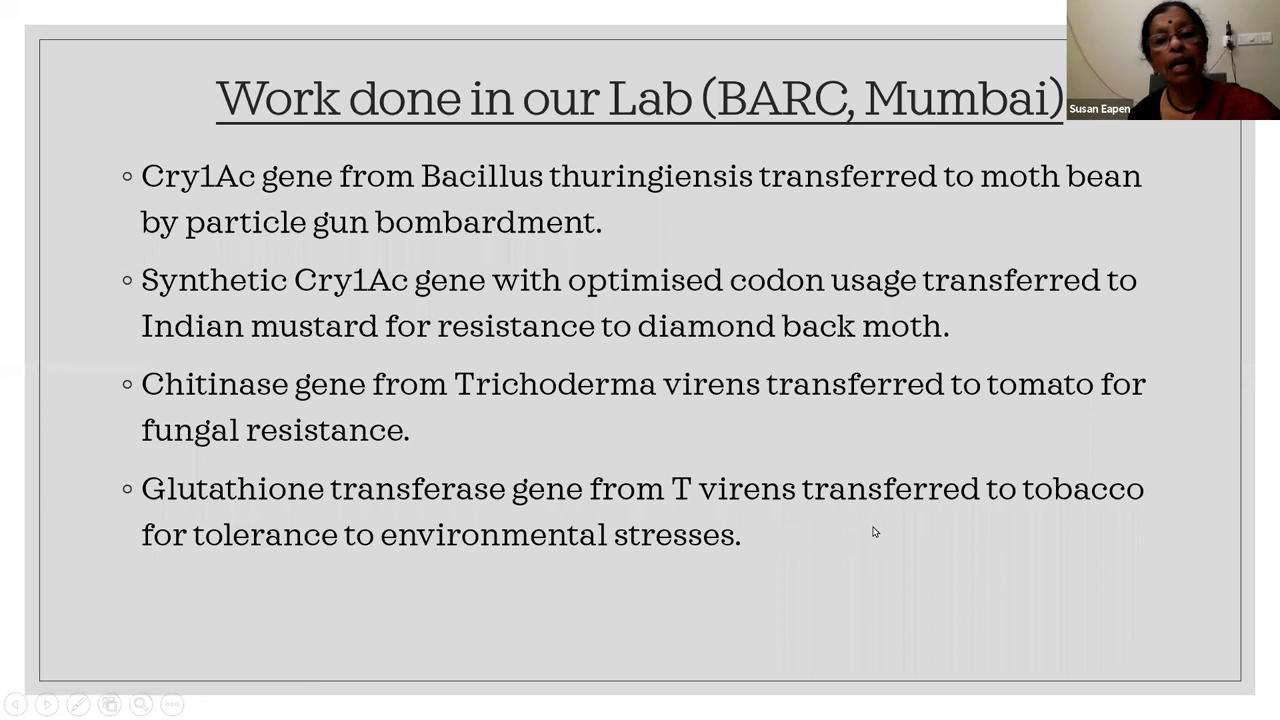 Work done in our Lab (BARC, Mumbai)
Susan Eapen
◦ Cry1Ac gene from Bacillus thuringiensis transferred to moth bean
by particle gun bombardment.
◦ Synthetic Cry1Ac gene with optimised codon usage transferred to
Indian mustard for resistance to diamond back moth.
◦ Chitinase gene from Trichoderma virens transferred to tomato for
fungal resistance.
◦ Glutathione transferase gene from T virens transferred to tobacco
for tolerance to environmental stresses.